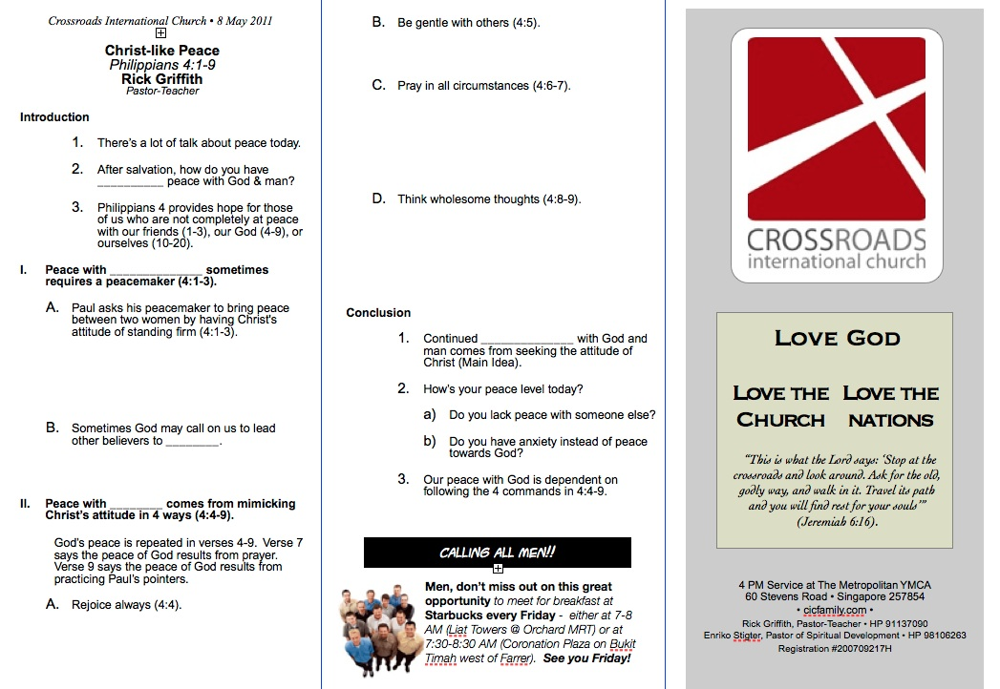 Crossroads International Church • 8 May 2011
Christ-like Peace
Philippians 4:1-9
Rick Griffith
Pastor-Teacher
Introduction
1. There's a lot of talk about peace today.
2. After salvation, how do you have
__________ peace with God & man?
3. Philippians 4 provides hope for those
of us who are not completely at peace
with our friends (1-3), our God (4-9), or
ourselves (10-20).
I. Peace with ______________ sometimes
requires a peacemaker (4:1-3).
A. Paul asks his peacemaker to bring peace
between two women by having Christ's
attitude of standing firm (4:1-3).
B. Sometimes God may call on us to lead
other believers to ________.
II. Peace with ________ comes from mimicking
Christ's attitude in 4 ways (4:4-9).
God's peace is repeated in verses 4-9. Verse 7
says the peace of God results from prayer.
Verse 9 says the peace of God results from
practicing Paul's pointers.
A. Rejoice always (4:4).
B. Be gentle with others (4:5).
C. Pray in all circumstances (4:6-7).
D. Think wholesome thoughts (4:8-9).
Conclusion
1. Continued ______________ with God and
man comes from seeking the attitude of
Christ (Main Idea).
2. How's your peace level today?
a) Do you lack peace with someone else?
b) Do you have anxiety instead of peace
towards God?
3. Our peace with God is dependent on
following the 4 commands in 4:4-9.
CALLING ALL MEN!!
Men, don't miss out on this great
opportunity to meet for breakfast at
Starbucks every Friday - either at 7-8
AM (Liat Towers @ Orchard MRT) or at
7:30-8:30 AM (Coronation Plaza on Bukit
Timah west of Farrer). See you Friday!
CROSSROADS
international church
LOVE GOD
LOVE THE LOVE THE
CHURCH NATIONS
"This is what the Lord says: 'Stop at the
crossroads and look around. Ask for the old,
godly way, and walk in it. Travel its path
and you will find rest for your souls'"
(Jeremiah 6:16).
4 PM Service at The Metropolitan YMCA
60 Stevens Road • Singapore 257854
• cicfamily.com •
Rick Griffith, Pastor-Teacher • HP 91137090
Enriko Stigter, Pastor of Spiritual Development • HP 98106263
Registration #200709217H